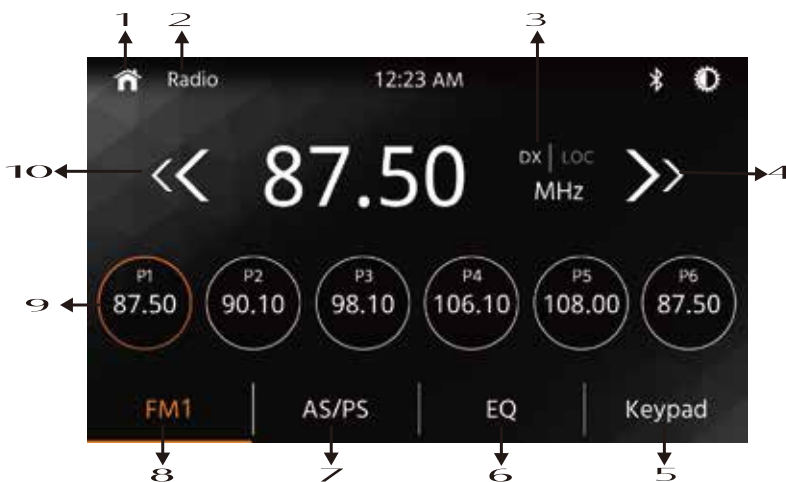 1 2 3
Radio 12:23 AM
10 87.50 DX LOC 4
MHz
P1 P2 P3 P4 P5 P6
9 87.50 90.10 98.10 106.10 108.00 87.50
FM1 AS/PS EQ Keypad
8 7 6 5